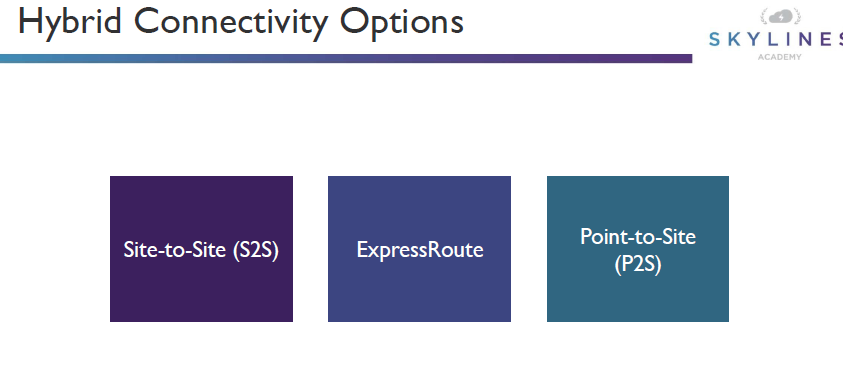 Hybrid Connectivity Options
SKYLINES
ACADEMY
Site-to-Site (S2S)
ExpressRoute
Point-to-Site
(P2S)